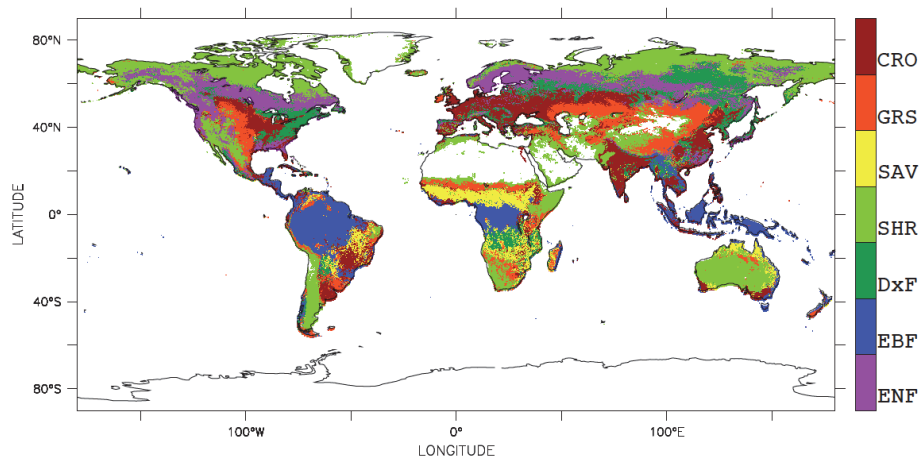 80°N
40°N
0°
40°S
80°S
LATITUDE
100°W
0°
100°E
LONGITUDE
CRO
GRS
SAV
SHR
DxF
EBF
ENF